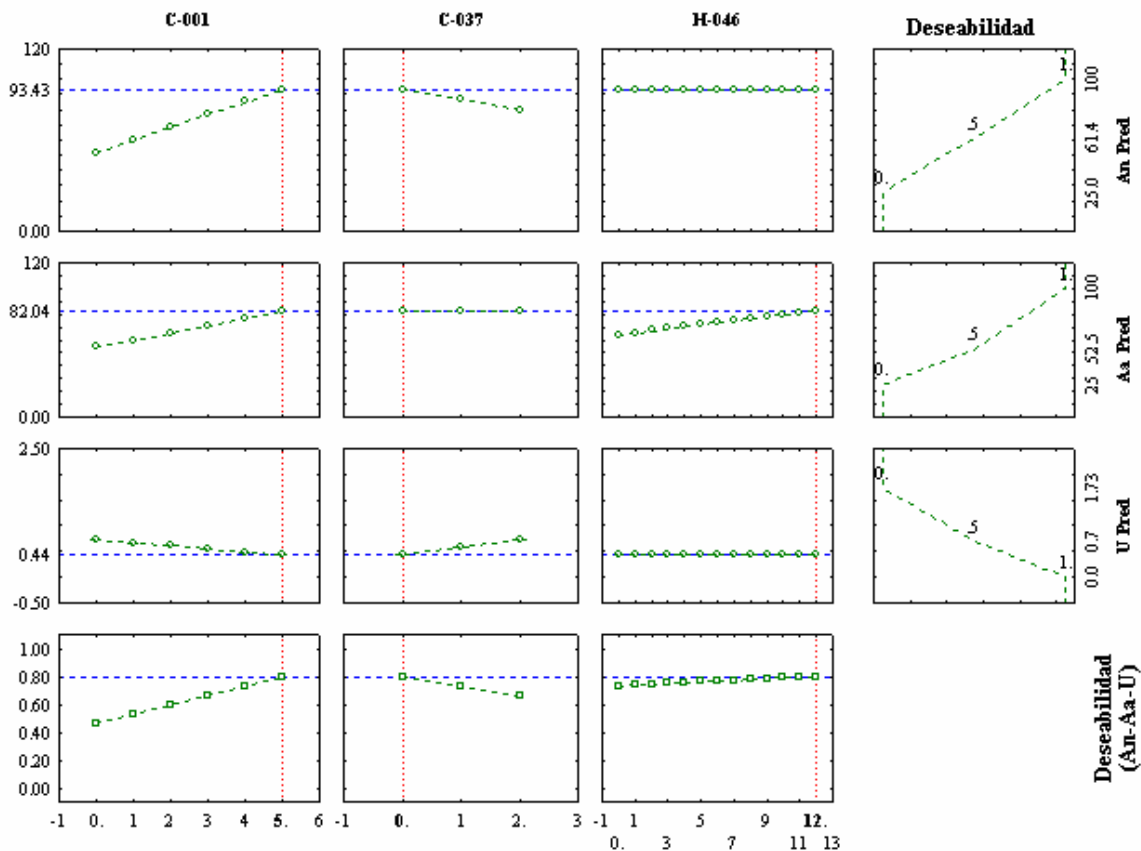 C-001 C-037 H-046 Deseabilidad
120
93.43
0.00
0. .5 1.
25.0 61.4 100
An Pred
120
82.04
0.00
0. .5 1.
25 52.5 100
Aa Pred
2.50
0.44
-0.50
0. .5 1.
0.0 0.7 1.73
U Pred
1.00
0.80
0.60
0.40
0.20
0.00
Deseabilidad
(An-Aa-U)
-1 0. 1 2 3 4 5. 6 -1 0. 1 2. 3 -1 1 5 9 12.
0. 3 7 11 13